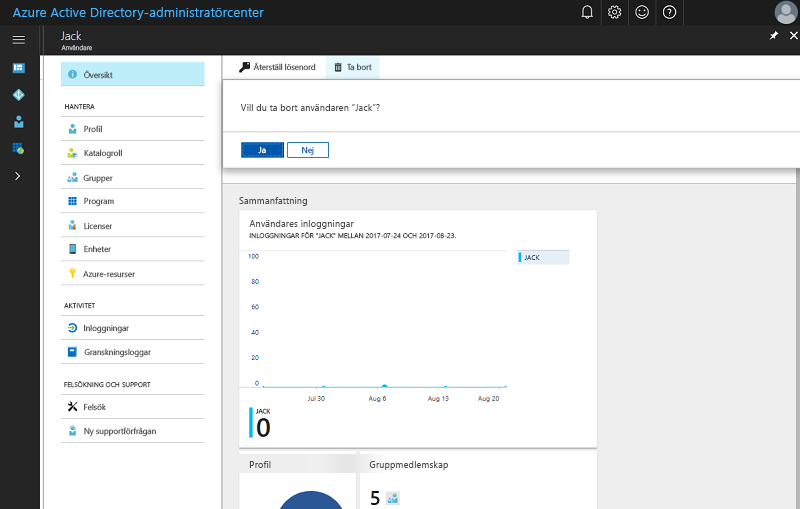 Azure Active Directory-administratörcenter
Jack
Användare
Översikt
HANTERA
Profil
Katalogroll
Grupper
Program
Licenser
Enheter
Azure-resurser
AKTIVITET
Inloggningar
Granskningsloggar
FELSÖKNING OCH SUPPORT
Felsök
Ny supportförfrågan
Återställ lösenord Ta bort
Vill du ta bort användaren "Jack"?
Ja Nej
Sammanfattning
Användares inloggningar
INLOGGNINGAR FÖR "JACK" MELLAN 2017-07-24 OCH 2017-08-23.
100
80
60
40
20
0
Jul 30 Aug 6 Aug 13 Aug 20
JACK
JACK
0
Profil
Gruppmedlemskap
5